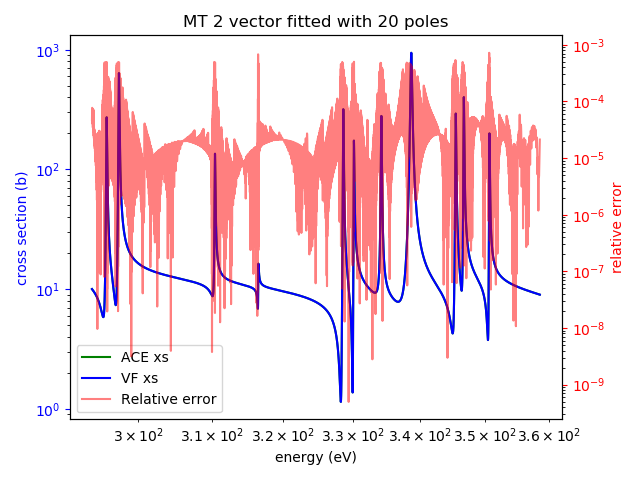 MT 2 vector fitted with 20 poles
cross section (b)
10³
10²
10¹
10⁰
10⁻³
10⁻⁴
10⁻⁵
10⁻⁶
10⁻⁷
10⁻⁸
10⁻⁹
relative error
ACE xs
VF xs
Relative error
3 × 10² 3.1 × 10² 3.2 × 10² 3.3 × 10² 3.4 × 10² 3.5 × 10² 3.6 × 10²
energy (eV)